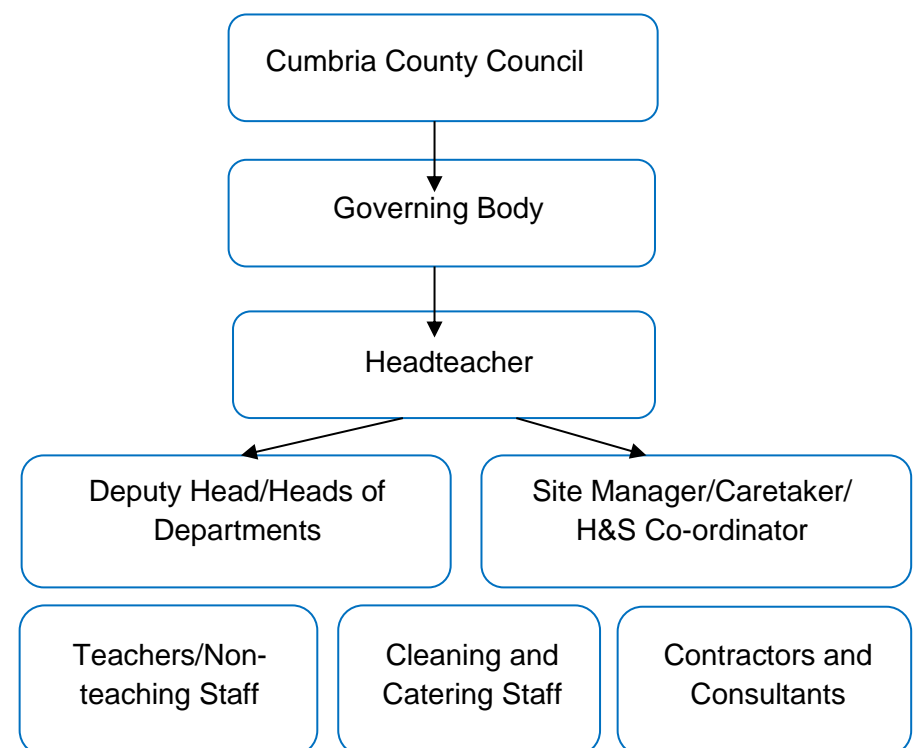 Cumbria County Council
Governing Body
Headteacher
Deputy Head/Heads of
Departments
Site Manager/Caretaker/
H&S Co-ordinator
Teachers/Non-
teaching Staff
Cleaning and
Catering Staff
Contractors and
Consultants